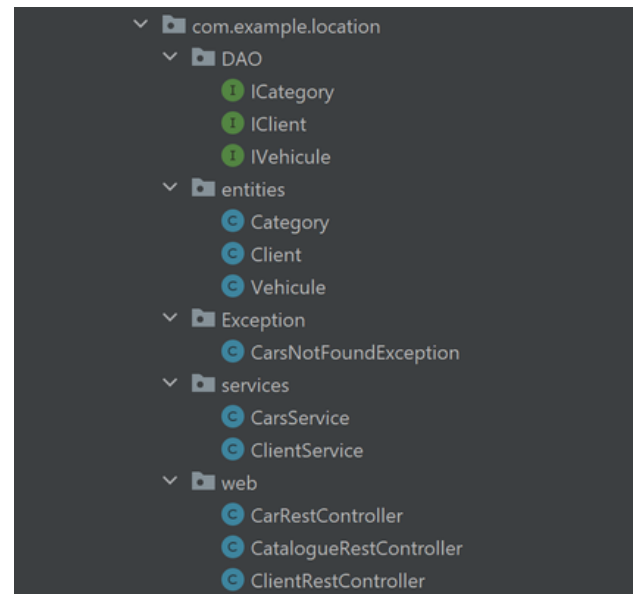 com.example.location
DAO
I ICategory
I IClient
I IVehicule
entities
C Category
C Client
C Vehicule
Exception
C CarsNotFoundException
services
C CarsService
C ClientService
web
C CarRestController
C CatalogueRestController
C ClientRestController